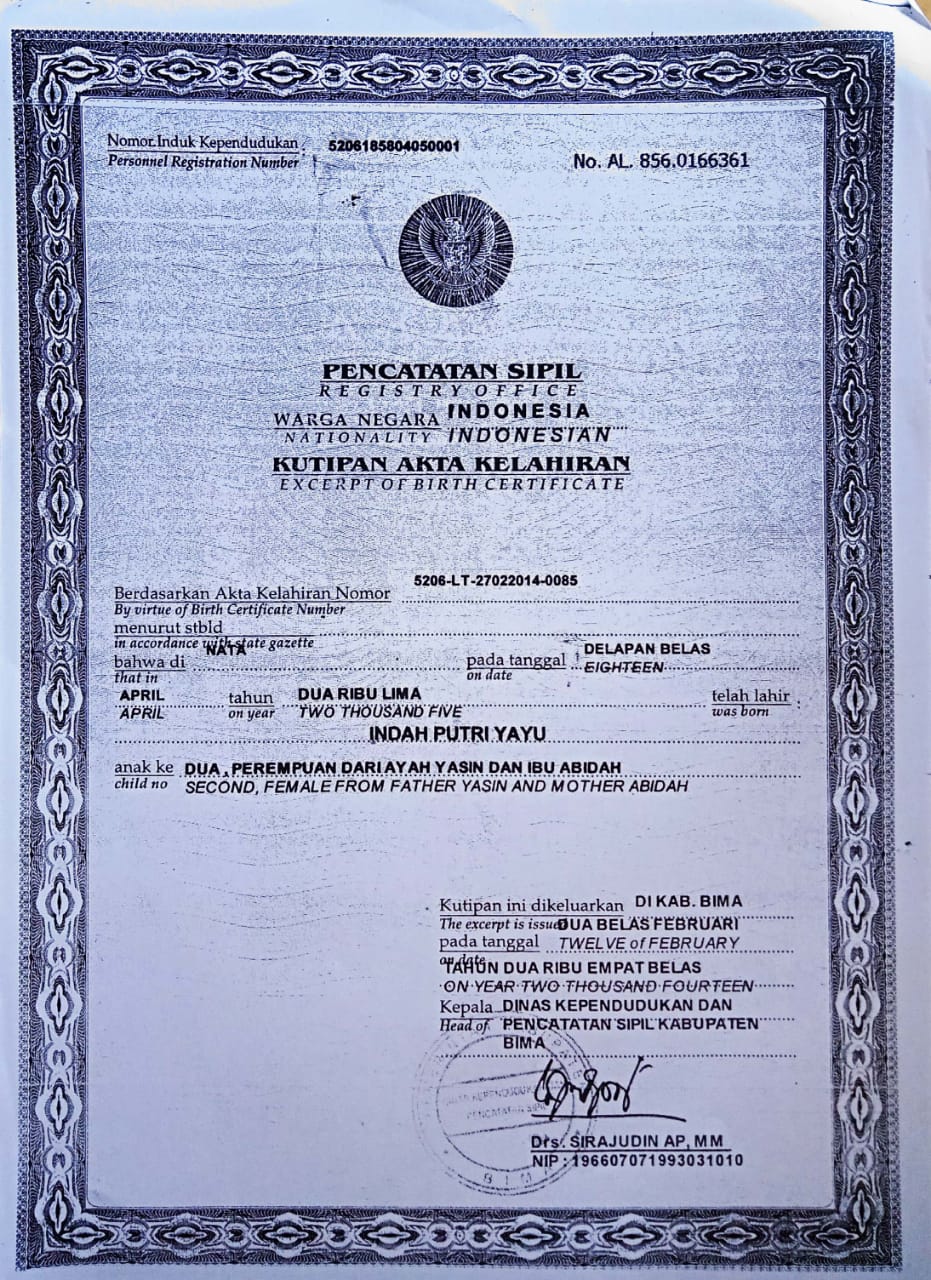 Nomor Induk Kependudukan : 5206185804050001
Personnel Registration Number
No. AL. 856.0166361
PENCATATAN SIPIL
REGISTRY OFFICE
WARGA NEGARA INDONESIA
NATIONALITY INDONESIAN
KUTIPAN AKTA KELAHIRAN
EXCERPT OF BIRTH CERTIFICATE
5206-LT-27022014-0085
Berdasarkan Akta Kelahiran Nomor
By virtue of Birth Certificate Number
menurut stbld
in accordance with state gazette
NATA
bahwa di pada tanggal : DELAPAN BELAS
that in on date EIGHTEEN
APRIL tahun DUA RIBU LIMA telah lahir :
APRIL on year TWO THOUSAND FIVE was born
INDAH PUTRI YAYU
anak ke DUA , PEREMPUAN DARI AYAH YASIN DAN IBU ABIDAH
child no SECOND, FEMALE FROM FATHER YASIN AND MOTHER ABIDAH
Kutipan ini dikeluarkan DI KAB. BIMA
The excerpt is issued DUA BELAS FEBRUARI
pada tanggal TWELVE of FEBRUARY
on date
TAHUN DUA RIBU EMPAT BELAS
ON YEAR TWO THOUSAND FOURTEEN
Kepala DINAS KEPENDUDUKAN DAN
Head of PENCATATAN SIPIL KABUPATEN
BIMA
PENCATATAN SIPIL
BIMA
Drs. SIRAJUDIN AP, MM
NIP : 196607071993031010